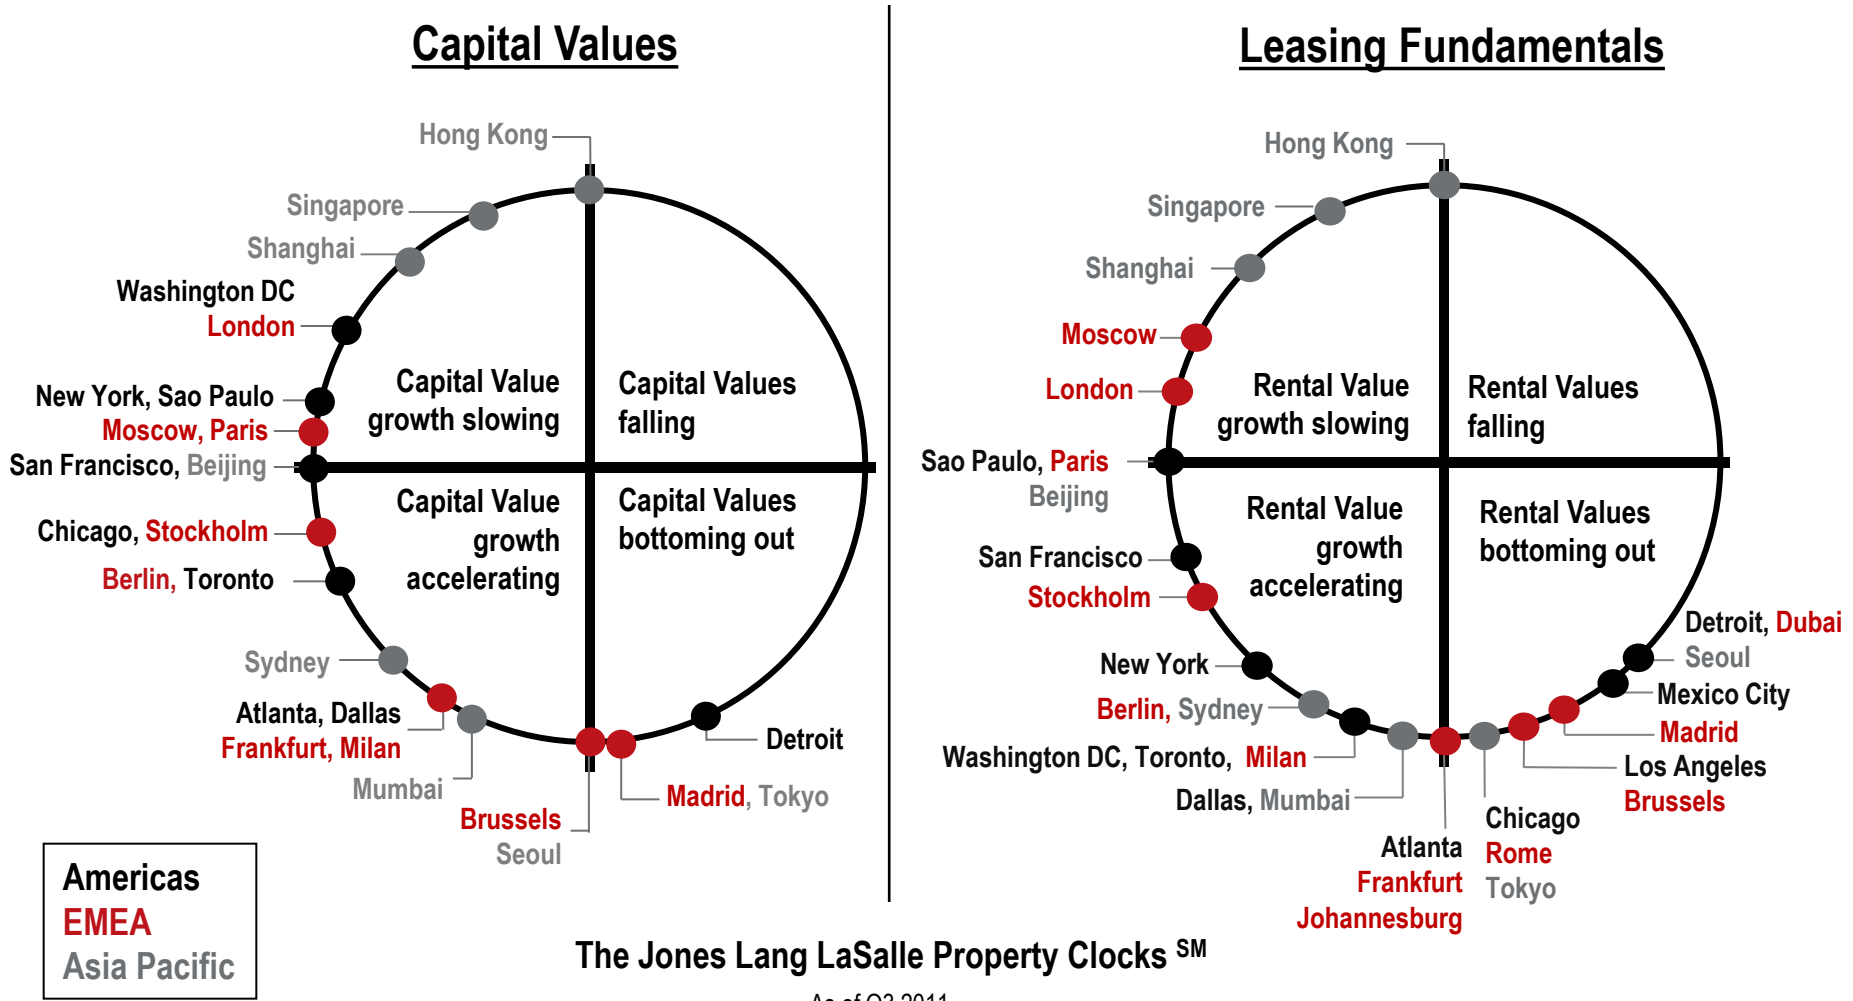 Capital Values
Hong Kong
Singapore
Shanghai
Washington DC
London
New York, Sao Paulo
Moscow, Paris
San Francisco, Beijing
Chicago, Stockholm
Berlin, Toronto
Sydney
Atlanta, Dallas
Frankfurt, Milan
Mumbai
Brussels
Seoul
Madrid, Tokyo
Detroit
Capital Value
growth slowing
Capital Values
falling
Capital Value
growth
accelerating
Capital Values
bottoming out
Leasing Fundamentals
Hong Kong
Singapore
Shanghai
Moscow
London
Sao Paulo, Paris
Beijing
San Francisco
Stockholm
New York
Berlin, Sydney
Washington DC, Toronto, Milan
Dallas, Mumbai
Atlanta
Frankfurt
Johannesburg
Chicago
Rome
Tokyo
Los Angeles
Brussels
Madrid
Mexico City
Detroit, Dubai
Seoul
Rental Value
growth slowing
Rental Values
falling
Rental Value
growth
accelerating
Rental Values
bottoming out
Americas
EMEA
Asia Pacific
The Jones Lang LaSalle Property Clocks SM
As of Q3 2011